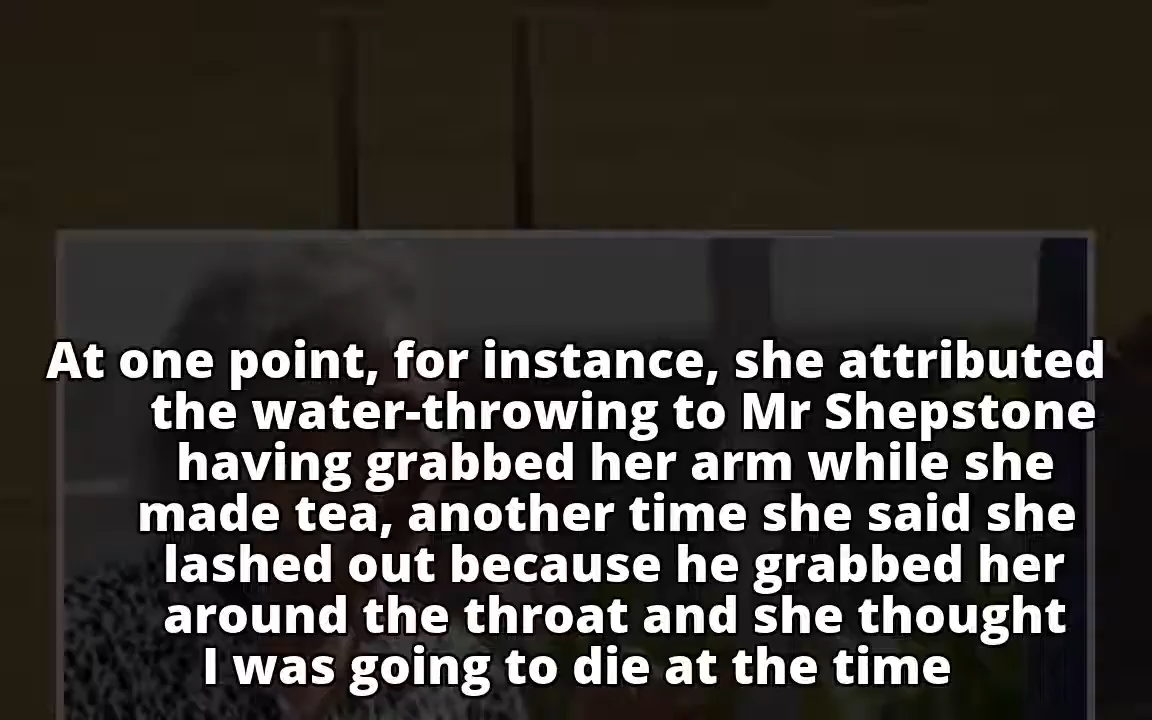 At one point, for instance, she attributed
the water-throwing to Mr Shepstone
having grabbed her arm while she
made tea, another time she said she
lashed out because he grabbed her
around the throat and she thought
I was going to die at the time